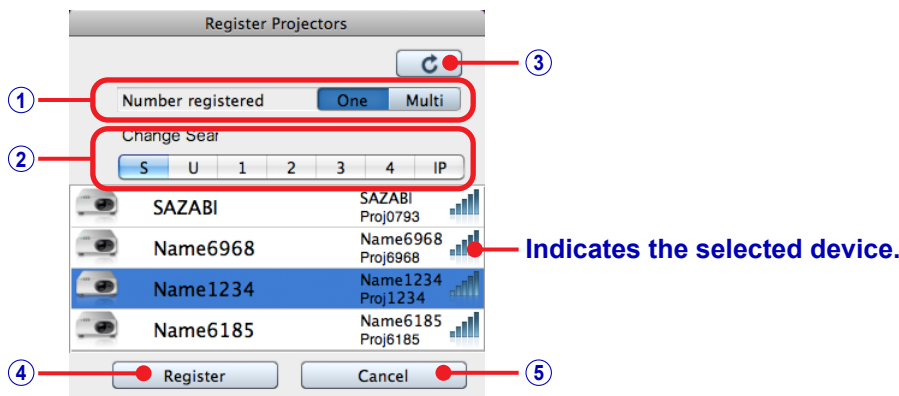 Register Projectors
③
① Number registered One Multi
Change Sear
② S U 1 2 3 4 IP
SAZABI SAZABI
Proj0793
Name6968 Name6968
Proj6968
Indicates the selected device.
Name1234 Name1234
Proj1234
Name6185 Name6185
Proj6185
④ Register Cancel ⑤